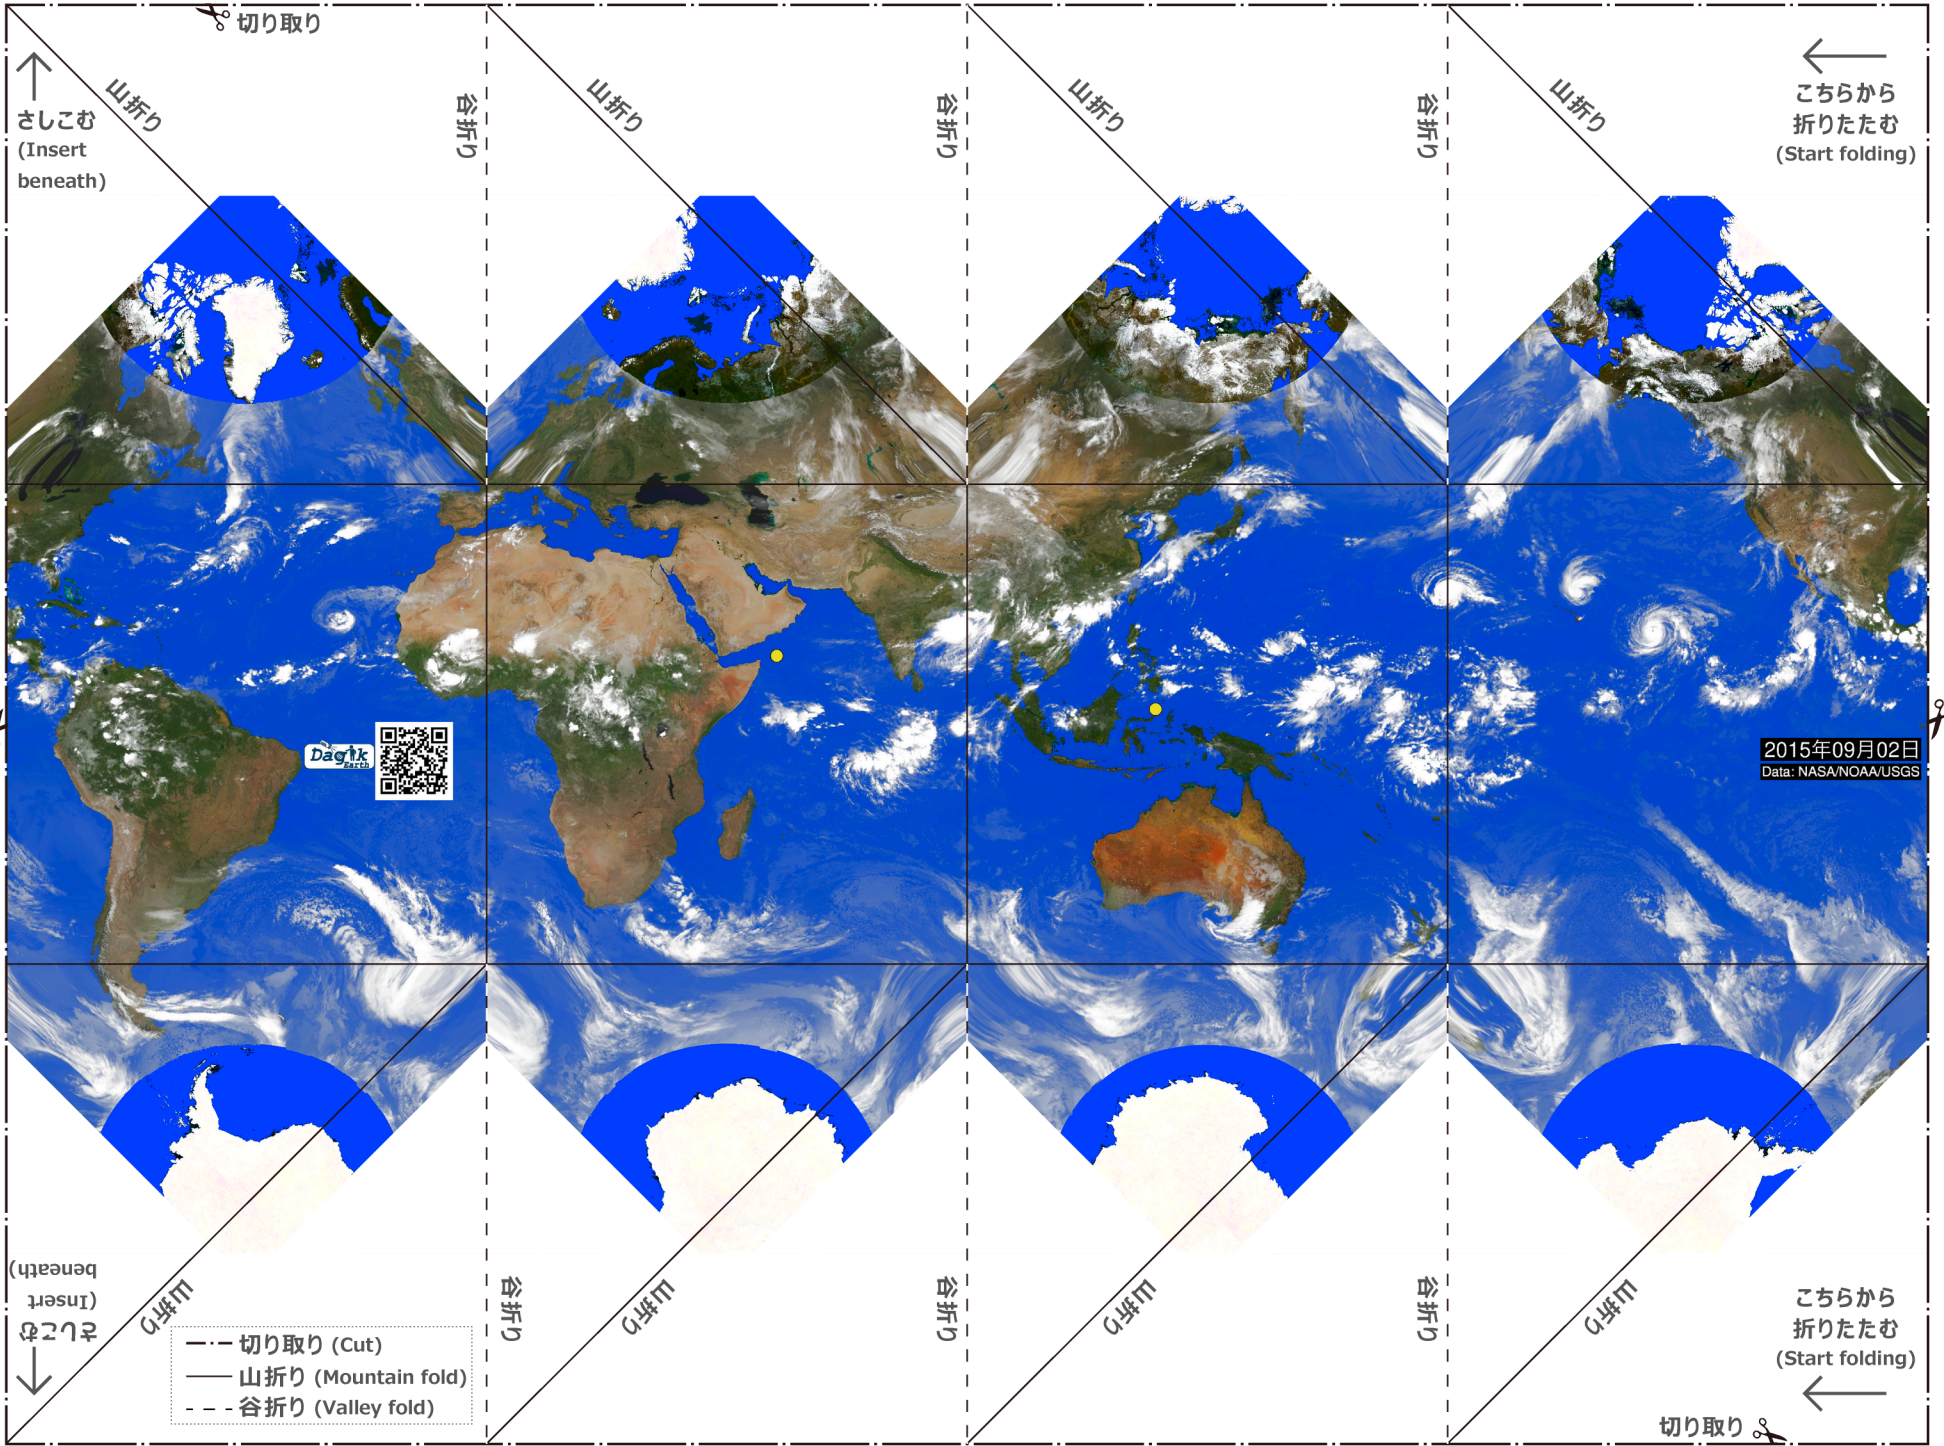 切り取り
さしこむ
(Insert
beneath)
山折り
谷折り
山折り
谷折り
山折り
谷折り
山折り
こちらから
折りたたむ
(Start folding)
Dagik
Earth
2015年09月02日
Data: NASA/NOAA/USGS
さしこむ
(Insert
beneath)
山折り
谷折り
山折り
谷折り
山折り
谷折り
山折り
こちらから
折りたたむ
(Start folding)
切り取り (Cut)
山折り (Mountain fold)
谷折り (Valley fold)
切り取り